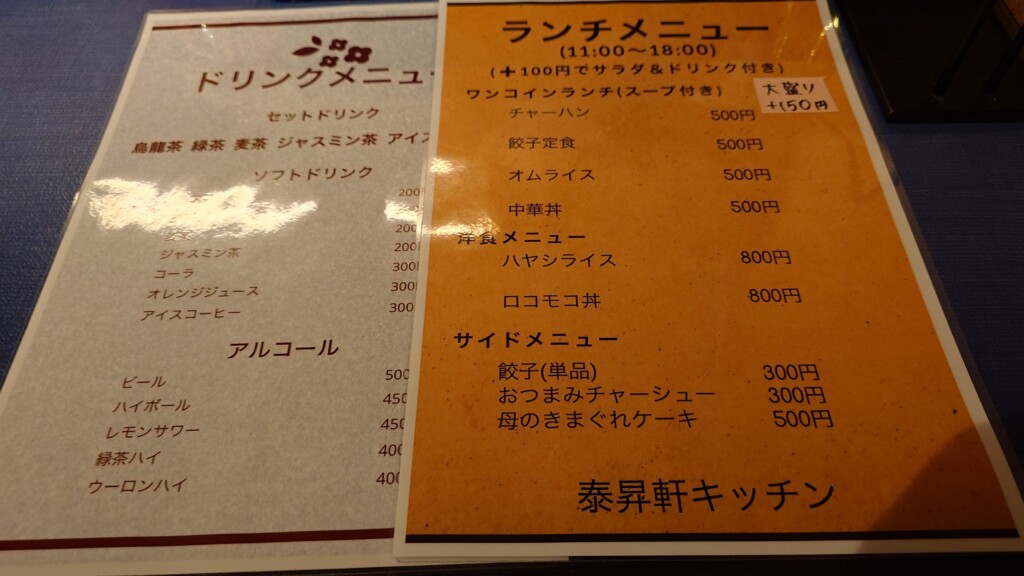 ドリンクメニュー
セットドリンク
烏龍茶 緑茶 麦茶 ジャスミン茶 アイス
ソフトドリンク
200
200
ジャスミン茶 200
コーラ 300
オレンジジュース 300
アイスコーヒー 300
アルコール
ビール 500
ハイボール 450
レモンサワー 450
緑茶ハイ 400
ウーロンハイ 400
ランチメニュー
(11:00〜18:00)
(+100円でサラダ&ドリンク付き)
ワンコインランチ(スープ付き)
大盛り
+150円
チャーハン 500円
餃子定食 500円
オムライス 500円
中華丼 500円
洋食メニュー
ハヤシライス 800円
ロコモコ丼 800円
サイドメニュー
餃子(単品) 300円
おつまみチャーシュー 300円
母のきまぐれケーキ 500円
泰昇軒キッチン